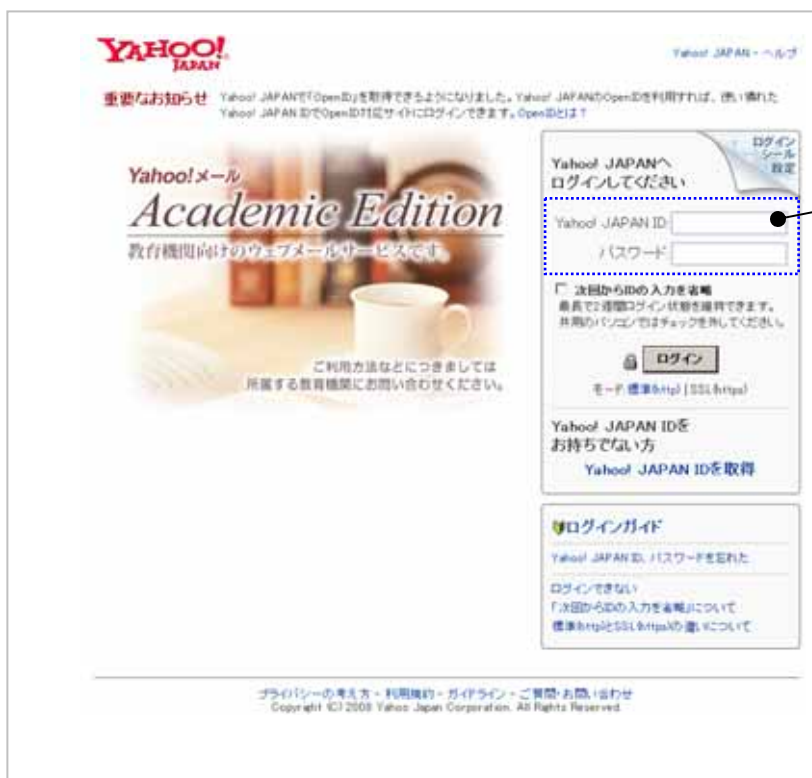 YAHOO!
JAPAN
Yahoo! JAPAN - ヘルプ
重要なお知らせ Yahoo! JAPANで「OpenID」を取得できるようになりました。Yahoo! JAPANのOpenIDを利用すれば、使い慣れた
Yahoo! JAPAN IDでOpenID対応サイトにログインできます。OpenIDとは？
Yahoo!メール
Academic Edition
教育機関向けのウェブメールサービスです。
ご利用方法などにつきましては
所属する教育機関にお問い合わせください。
ログイン
シール
設定
Yahoo! JAPANへ
ログインしてください
Yahoo! JAPAN ID:
パスワード:
次回からIDの入力を省略
最長で2週間ログイン状態を維持できます。
共用のパソコンではチェックを外してください。
ログイン
モード:標準(http) | SSL(https)
Yahoo! JAPAN IDを
お持ちでない方
Yahoo! JAPAN IDを取得
ログインガイド
Yahoo! JAPAN ID、パスワードを忘れた
ログインできない
「次回からIDの入力を省略」について
標準(http)とSSL(https)の違いについて
プライバシーの考え方 - 利用規約 - ガイドライン - ご質問・お問い合わせ
Copyright (C) 2008 Yahoo Japan Corporation. All Rights Reserved.